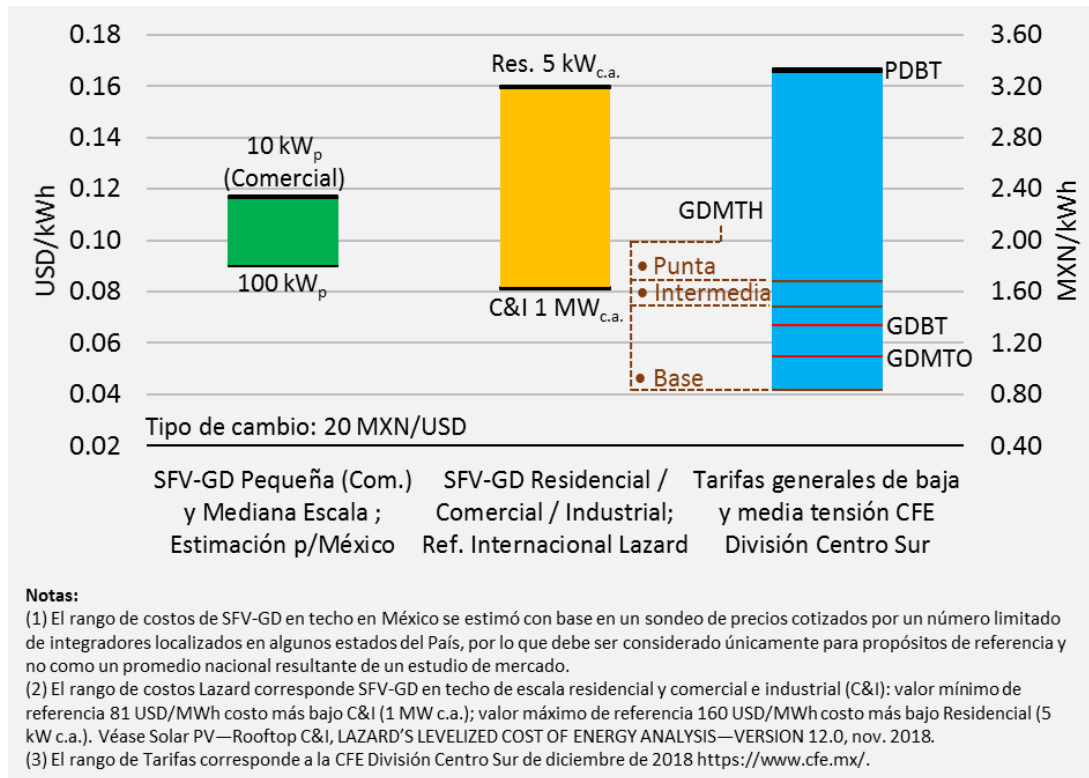 0.18
0.16
0.14
0.12
0.10
0.08
0.06
0.04
0.02
USD/kWh
3.60
3.20
2.80
2.40
2.00
1.60
1.20
0.80
0.40
MXN/kWh
10 kWp
(Comercial)
100 kWp
Res. 5 kWc.a.
C&I 1 MWc.a.
PDBT
GDMTH
• Punta
• Intermedia
GDBT
GDMTO
• Base
Tipo de cambio: 20 MXN/USD
SFV-GD Pequeña (Com.)
y Mediana Escala ;
Estimación p/México
SFV-GD Residencial /
Comercial / Industrial;
Ref. Internacional Lazard
Tarifas generales de baja
y media tensión CFE
División Centro Sur
Notas:
(1) El rango de costos de SFV-GD en techo en México se estimó con base en un sondeo de precios cotizados por un número limitado
de integradores localizados en algunos estados del País, por lo que debe ser considerado únicamente para propósitos de referencia y
no como un promedio nacional resultante de un estudio de mercado.
(2) El rango de costos Lazard corresponde SFV-GD en techo de escala residencial y comercial e industrial (C&I): valor mínimo de
referencia 81 USD/MWh costo más bajo C&I (1 MW c.a.); valor máximo de referencia 160 USD/MWh costo más bajo Residencial (5
kW c.a.). Véase Solar PV—Rooftop C&I, LAZARD’S LEVELIZED COST OF ENERGY ANALYSIS—VERSION 12.0, nov. 2018.
(3) El rango de Tarifas corresponde a la CFE División Centro Sur de diciembre de 2018 https://www.cfe.mx/.